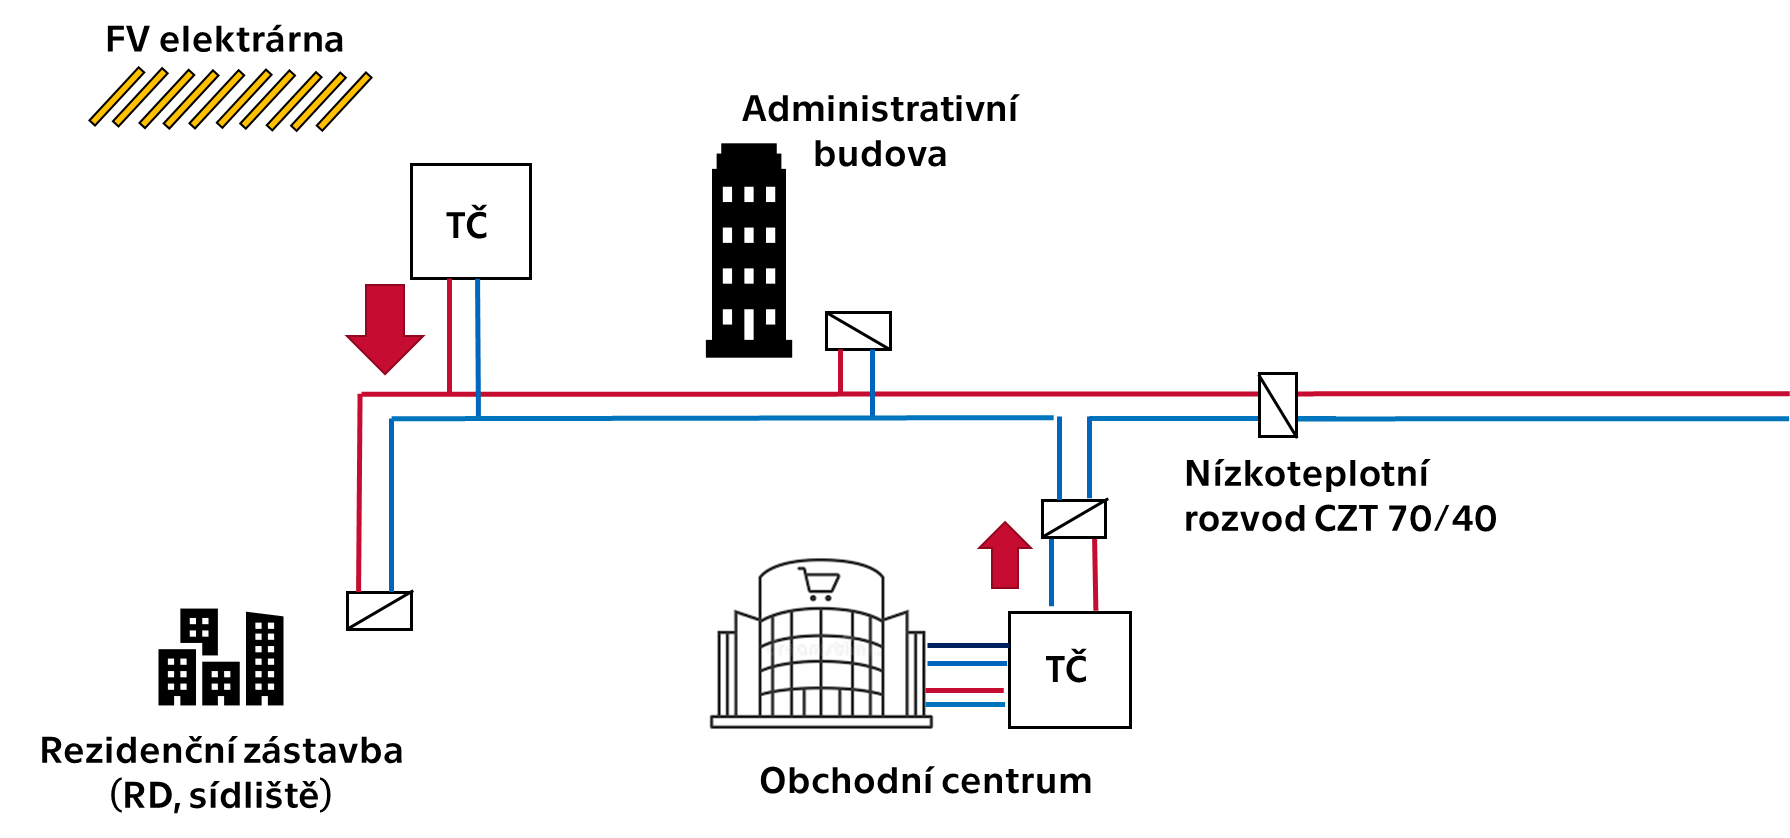 FV elektrárna
Administrativní
budova
TČ
Nízkoteplotní
rozvod CZT 70/40
TČ
Rezidenční zástavba
(RD, sídliště)
Obchodní centrum